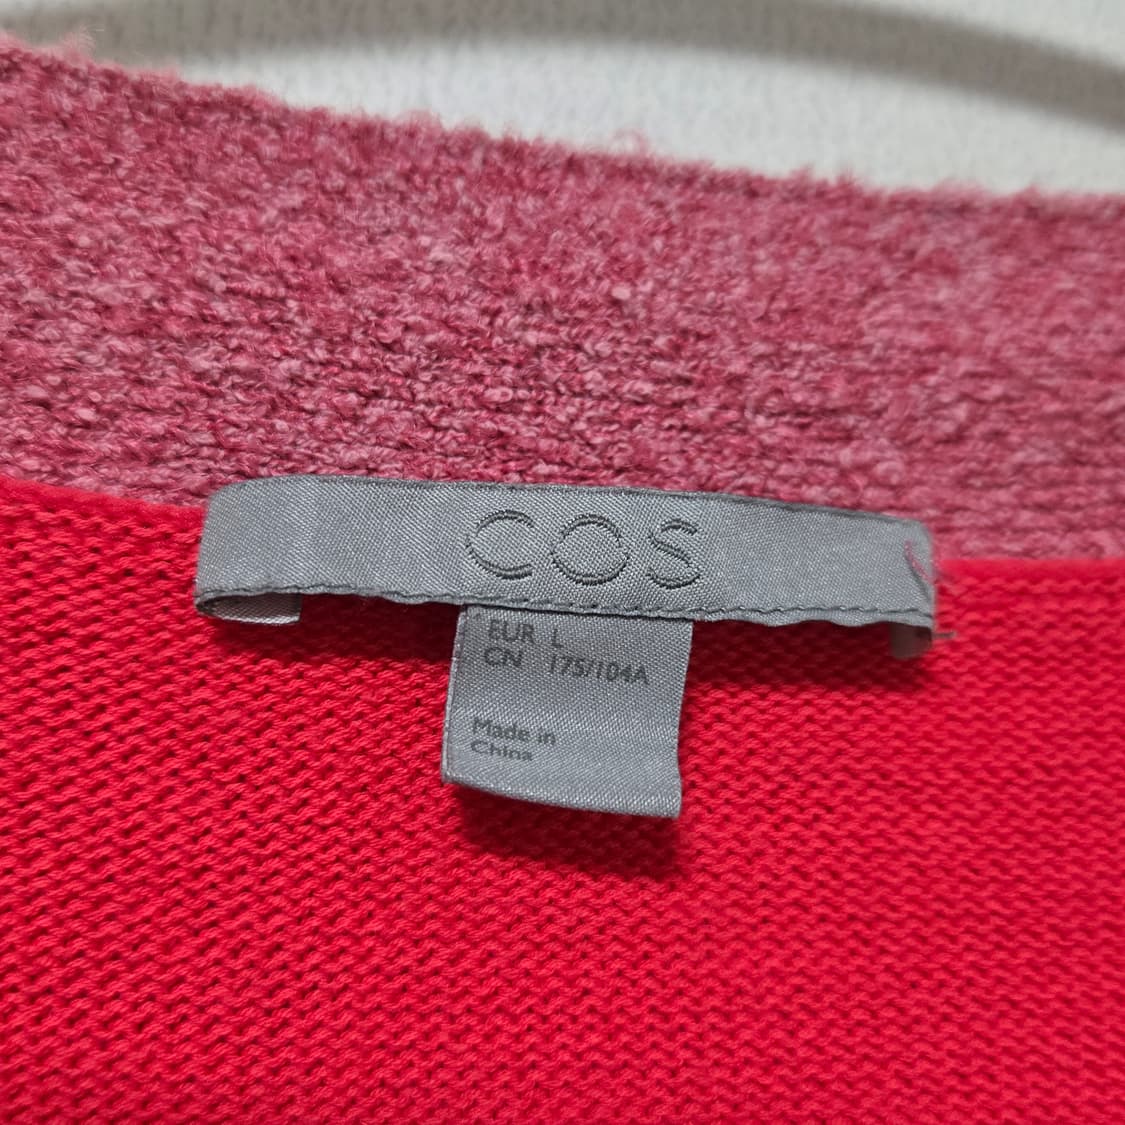 COS
EUR L
CN 175/104A
Made in
China